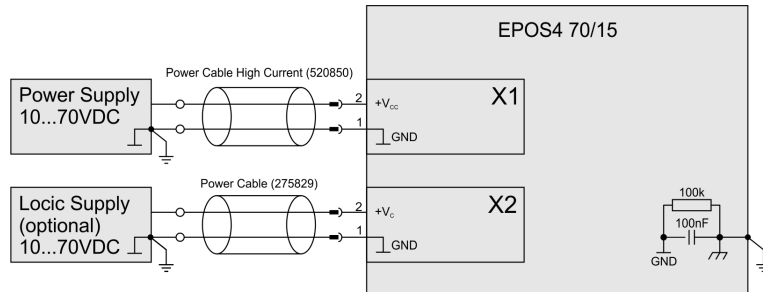 EPOS4 70/15
Power Cable High Current (520850)
Power Supply
10...70VDC
2
+Vcc
X1
1
GND
Power Cable (275829)
Locic Supply
(optional)
10...70VDC
2
+Vc
X2
1
GND
100k
100nF
GND